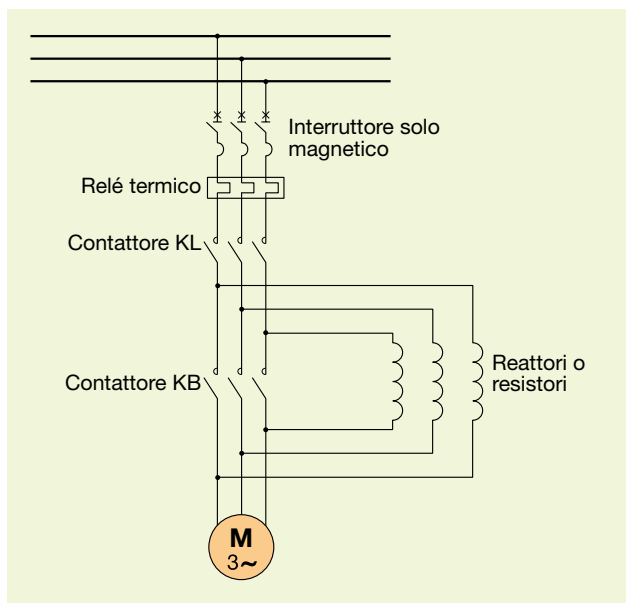 Interruttore solo
magnetico
Relé termico
Contattore KL
Contattore KB
Reattori o
resistori
M
3~